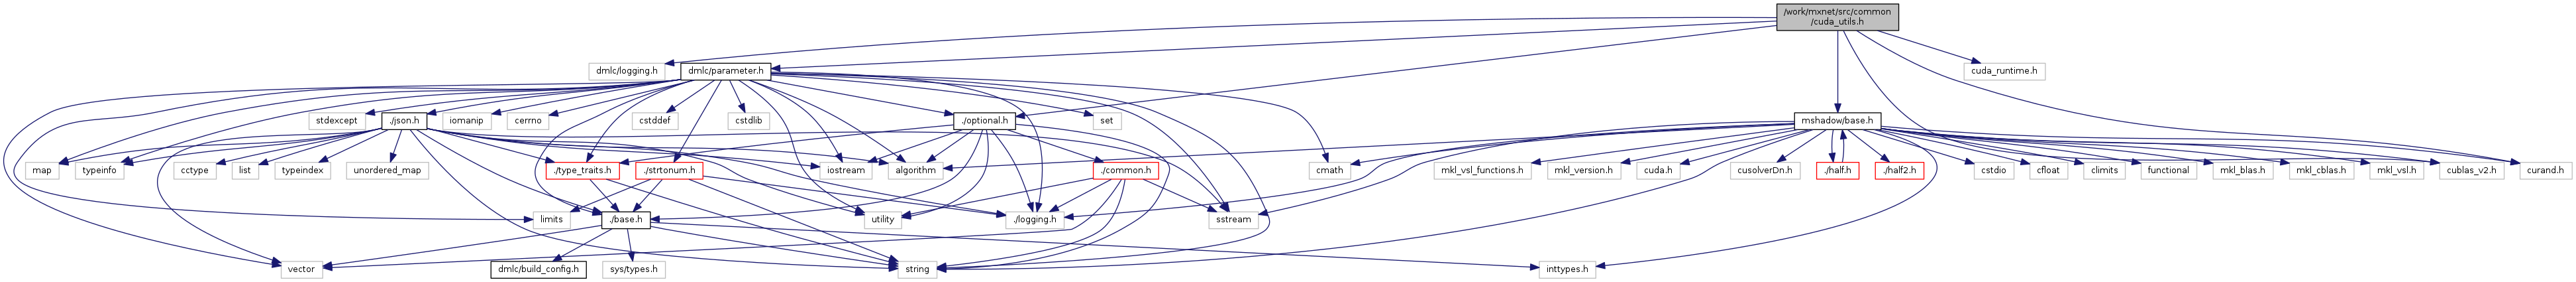 /work/mxnet/src/common
/cuda_utils.h
dmlc/logging.h
dmlc/parameter.h
cuda_runtime.h
stdexcept
./json.h
iomanip
cerrno
cstddef
cstdlib
./optional.h
set
mshadow/base.h
map
typeinfo
cctype
list
typeindex
unordered_map
./type_traits.h
./strtonum.h
iostream
algorithm
./common.h
cmath
mkl_vsl_functions.h
mkl_version.h
cuda.h
cusolverDn.h
./half.h
./half2.h
cstdio
cfloat
climits
functional
mkl_blas.h
mkl_cblas.h
mkl_vsl.h
cublas_v2.h
curand.h
limits
./base.h
utility
./logging.h
sstream
vector
dmlc/build_config.h
sys/types.h
string
inttypes.h